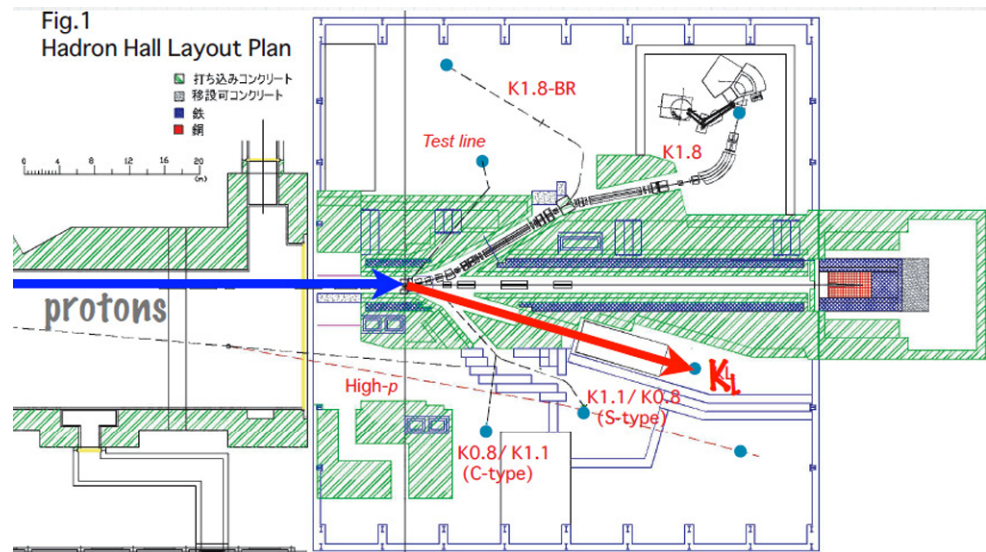 Fig.1
Hadron Hall Layout Plan
打ち込みコンクリート
移設可コンクリート
鉄
銅
0 4 8 12 16 20
(m)
K1.8-BR
Test line
K1.8
protons
High-p
K1.1/ K0.8
(S-type)
KL
K0.8/ K1.1
(C-type)